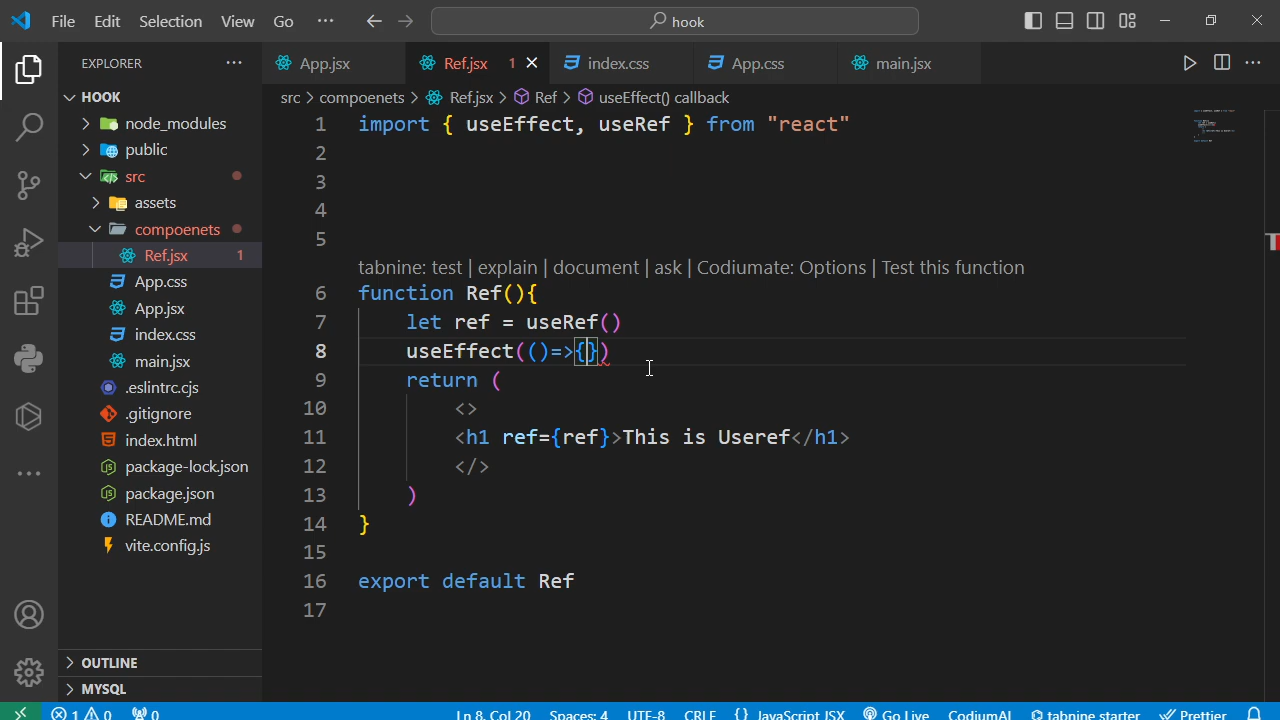 File Edit Selection View Go ··· hook
EXPLORER ···
App.jsx Ref.jsx 1 index.css App.css main.jsx
HOOK
node_modules
public
src
assets
compoenets
Ref.jsx 1
App.css
App.jsx
index.css
main.jsx
.eslintrc.cjs
.gitignore
index.html
package-lock.json
package.json
README.md
vite.config.js
OUTLINE
MYSQL
src > compoenets > Ref.jsx > Ref > useEffect() callback
1 import { useEffect, useRef } from "react"
2
3
4
5
tabnine: test | explain | document | ask | Codiumate: Options | Test this function
6 function Ref(){
7 let ref = useRef()
8 useEffect(()=>{})
9 return (
10 <>
11 <h1 ref={ref}>This is Useref</h1>
12 </>
13 )
14 }
15
16 export default Ref
17
1 0 0 Ln 8, Col 20 Spaces: 4 UTF-8 CRLF {} JavaScript JSX Go Live CodiumAI tabnine starter Prettier